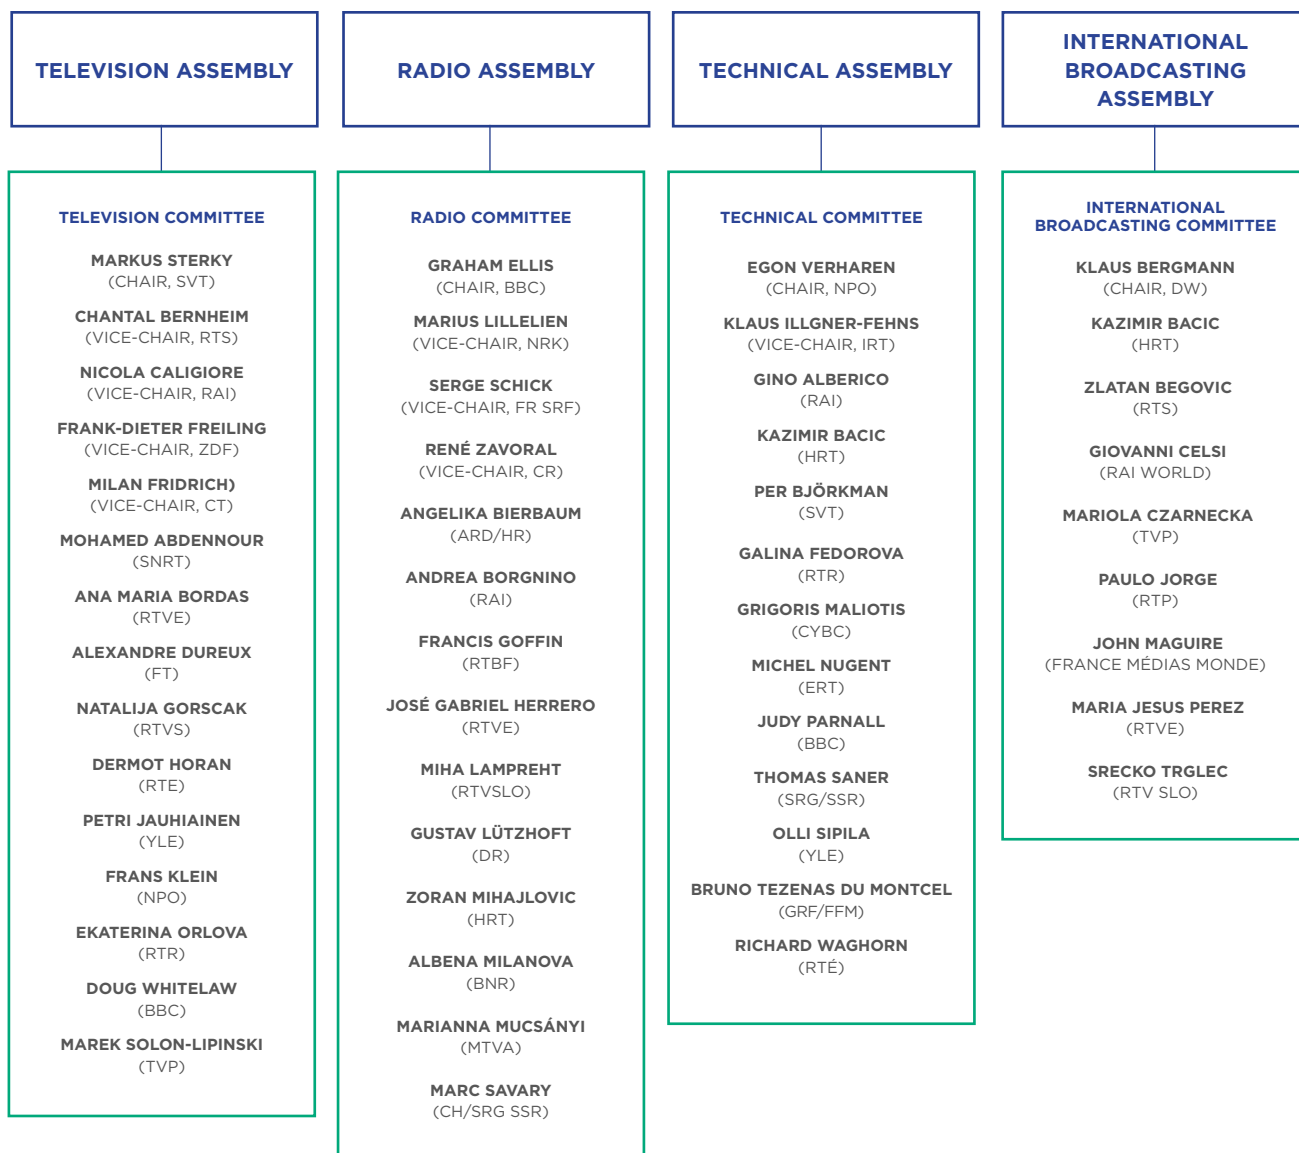 TELEVISION ASSEMBLY
TELEVISION COMMITTEE
MARKUS STERKY
(CHAIR, SVT)
CHANTAL BERNHEIM
(VICE-CHAIR, RTS)
NICOLA CALIGIORE
(VICE-CHAIR, RAI)
FRANK-DIETER FREILING
(VICE-CHAIR, ZDF)
MILAN FRIDRICH)
(VICE-CHAIR, CT)
MOHAMED ABDENNOUR
(SNRT)
ANA MARIA BORDAS
(RTVE)
ALEXANDRE DUREUX
(FT)
NATALIJA GORSCAK
(RTVS)
DERMOT HORAN
(RTE)
PETRI JAUHIAINEN
(YLE)
FRANS KLEIN
(NPO)
EKATERINA ORLOVA
(RTR)
DOUG WHITELAW
(BBC)
MAREK SOLON-LIPINSKI
(TVP)
RADIO ASSEMBLY
RADIO COMMITTEE
GRAHAM ELLIS
(CHAIR, BBC)
MARIUS LILLELIEN
(VICE-CHAIR, NRK)
SERGE SCHICK
(VICE-CHAIR, FR SRF)
RENÉ ZAVORAL
(VICE-CHAIR, CR)
ANGELIKA BIERBAUM
(ARD/HR)
ANDREA BORGNINO
(RAI)
FRANCIS GOFFIN
(RTBF)
JOSÉ GABRIEL HERRERO
(RTVE)
MIHA LAMPREHT
(RTVSLO)
GUSTAV LÜTZHOFT
(DR)
ZORAN MIHAJLOVIC
(HRT)
ALBENA MILANOVA
(BNR)
MARIANNA MUCSÁNYI
(MTVA)
MARC SAVARY
(CH/SRG SSR)
TECHNICAL ASSEMBLY
TECHNICAL COMMITTEE
EGON VERHAREN
(CHAIR, NPO)
KLAUS ILLGNER-FEHNS
(VICE-CHAIR, IRT)
GINO ALBERICO
(RAI)
KAZIMIR BACIC
(HRT)
PER BJÖRKMAN
(SVT)
GALINA FEDOROVA
(RTR)
GRIGORIS MALIOTIS
(CYBC)
MICHEL NUGENT
(ERT)
JUDY PARNALL
(BBC)
THOMAS SANER
(SRG/SSR)
OLLI SIPILA
(YLE)
BRUNO TEZENAS DU MONTCEL
(GRF/FFM)
RICHARD WAGHORN
(RTÉ)
INTERNATIONAL
BROADCASTING
ASSEMBLY
INTERNATIONAL
BROADCASTING COMMITTEE
KLAUS BERGMANN
(CHAIR, DW)
KAZIMIR BACIC
(HRT)
ZLATAN BEGOVIC
(RTS)
GIOVANNI CELSI
(RAI WORLD)
MARIOLA CZARNECKA
(TVP)
PAULO JORGE
(RTP)
JOHN MAGUIRE
(FRANCE MÉDIAS MONDE)
MARIA JESUS PEREZ
(RTVE)
SRECKO TRGLEC
(RTV SLO)